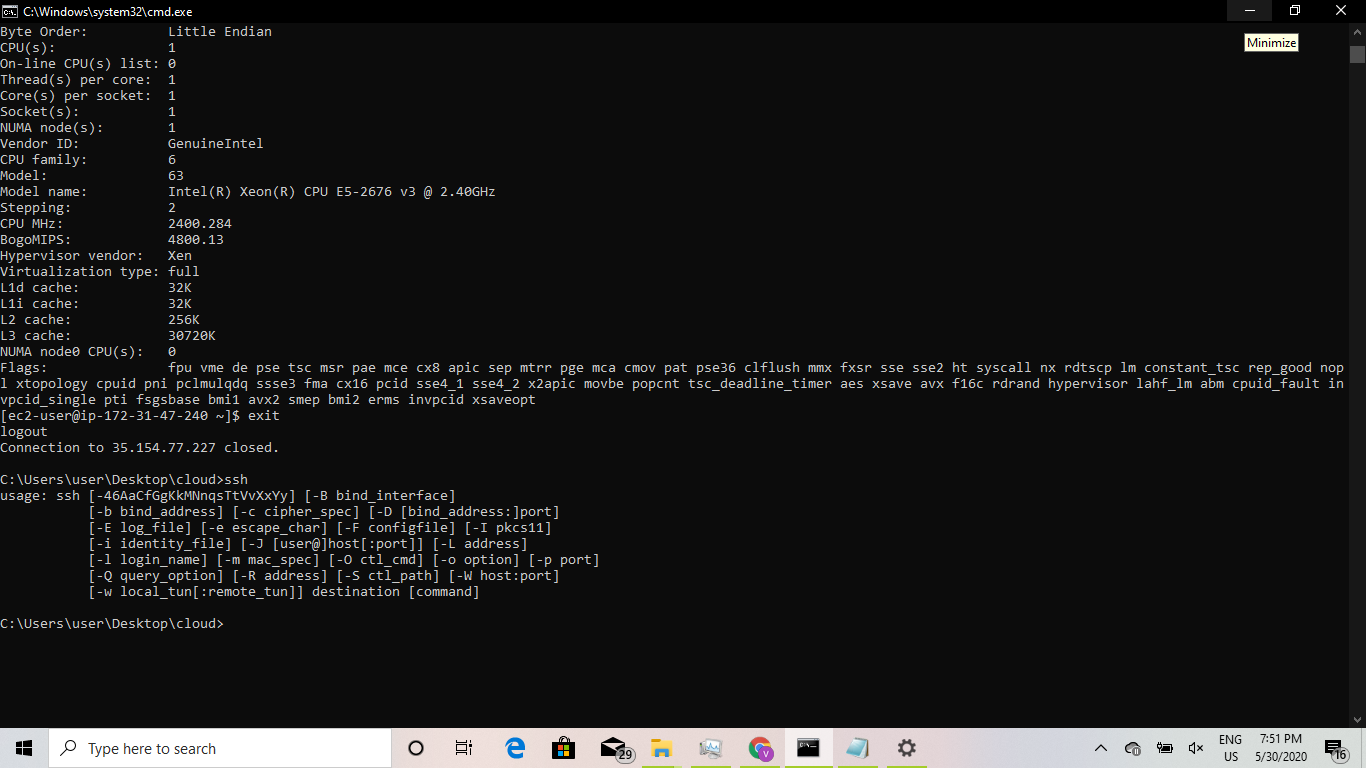 C:\Windows\system32\cmd.exe
Minimize
Byte Order:          Little Endian
CPU(s):              1
On-line CPU(s) list: 0
Thread(s) per core:  1
Core(s) per socket:  1
Socket(s):           1
NUMA node(s):        1
Vendor ID:           GenuineIntel
CPU family:          6
Model:               63
Model name:          Intel(R) Xeon(R) CPU E5-2676 v3 @ 2.40GHz
Stepping:            2
CPU MHz:             2400.284
BogoMIPS:            4800.13
Hypervisor vendor:   Xen
Virtualization type: full
L1d cache:           32K
L1i cache:           32K
L2 cache:            256K
L3 cache:            30720K
NUMA node0 CPU(s):   0
Flags:               fpu vme de pse tsc msr pae mce cx8 apic sep mtrr pge mca cmov pat pse36 clflush mmx fxsr sse sse2 ht syscall nx rdtscp lm constant_tsc rep_good nop
l xtopology cpuid pni pclmulqdq ssse3 fma cx16 pcid sse4_1 sse4_2 x2apic movbe popcnt tsc_deadline_timer aes xsave avx f16c rdrand hypervisor lahf_lm abm cpuid_fault in
vpcid_single pti fsgsbase bmi1 avx2 smep bmi2 erms invpcid xsaveopt
[ec2-user@ip-172-31-47-240 ~]$ exit
logout
Connection to 35.154.77.227 closed.
C:\Users\user\Desktop\cloud>ssh
usage: ssh [-46AaCfGgKkMNnqsTtVvXxYy] [-B bind_interface]
           [-b bind_address] [-c cipher_spec] [-D [bind_address:]port]
           [-E log_file] [-e escape_char] [-F configfile] [-I pkcs11]
           [-i identity_file] [-J [user@]host[:port]] [-L address]
           [-l login_name] [-m mac_spec] [-O ctl_cmd] [-o option] [-p port]
           [-Q query_option] [-R address] [-S ctl_path] [-W host:port]
           [-w local_tun[:remote_tun]] destination [command]
C:\Users\user\Desktop\cloud>
Type here to search
29
V
ENG
US
7:51 PM
5/30/2020
16